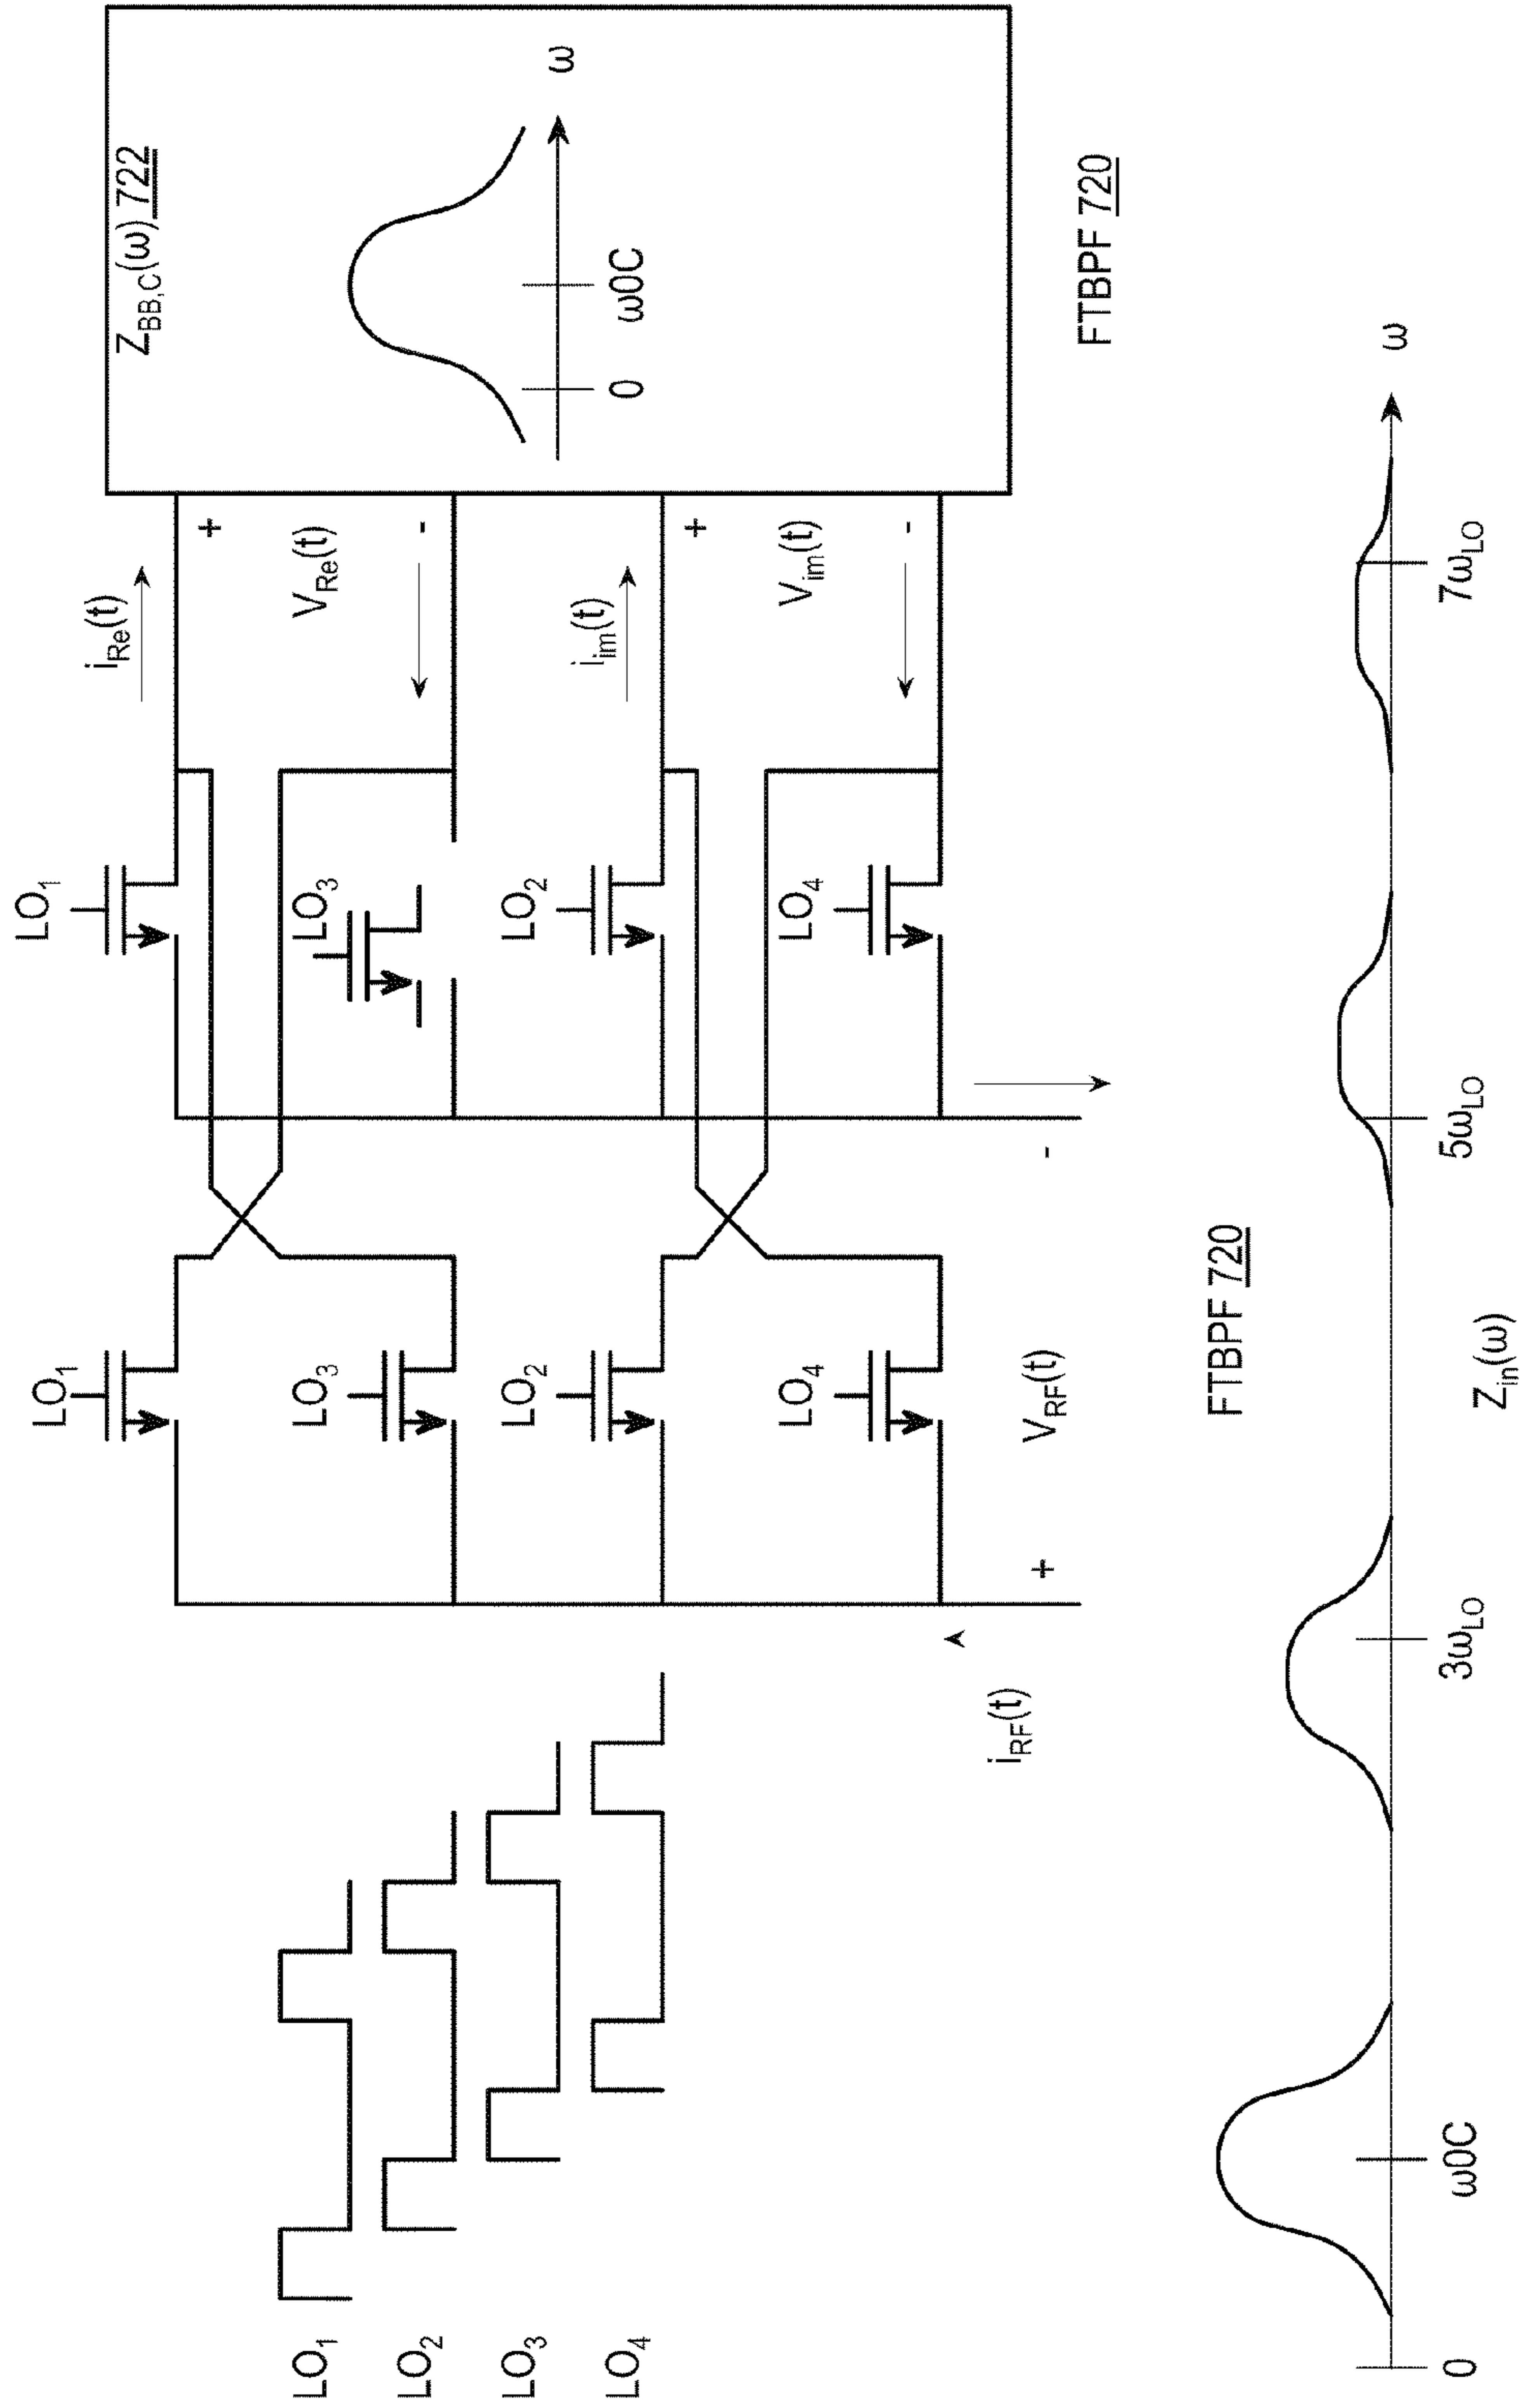 LO1
LO2
LO3
LO4
LO1
LO3
LO2
LO4
iRF(t)
+
VRF(t)
-
LO1
LO3
LO2
LO4
iRe(t)
+
VRe(t)
-
iim(t)
+
Vim(t)
-
ZBB,C(ω) 722
0
ω0C
ω
FTBPF 720
FTBPF 720
0
ω0C
3ωLO
5ωLO
7ωLO
ω
Zin(ω)